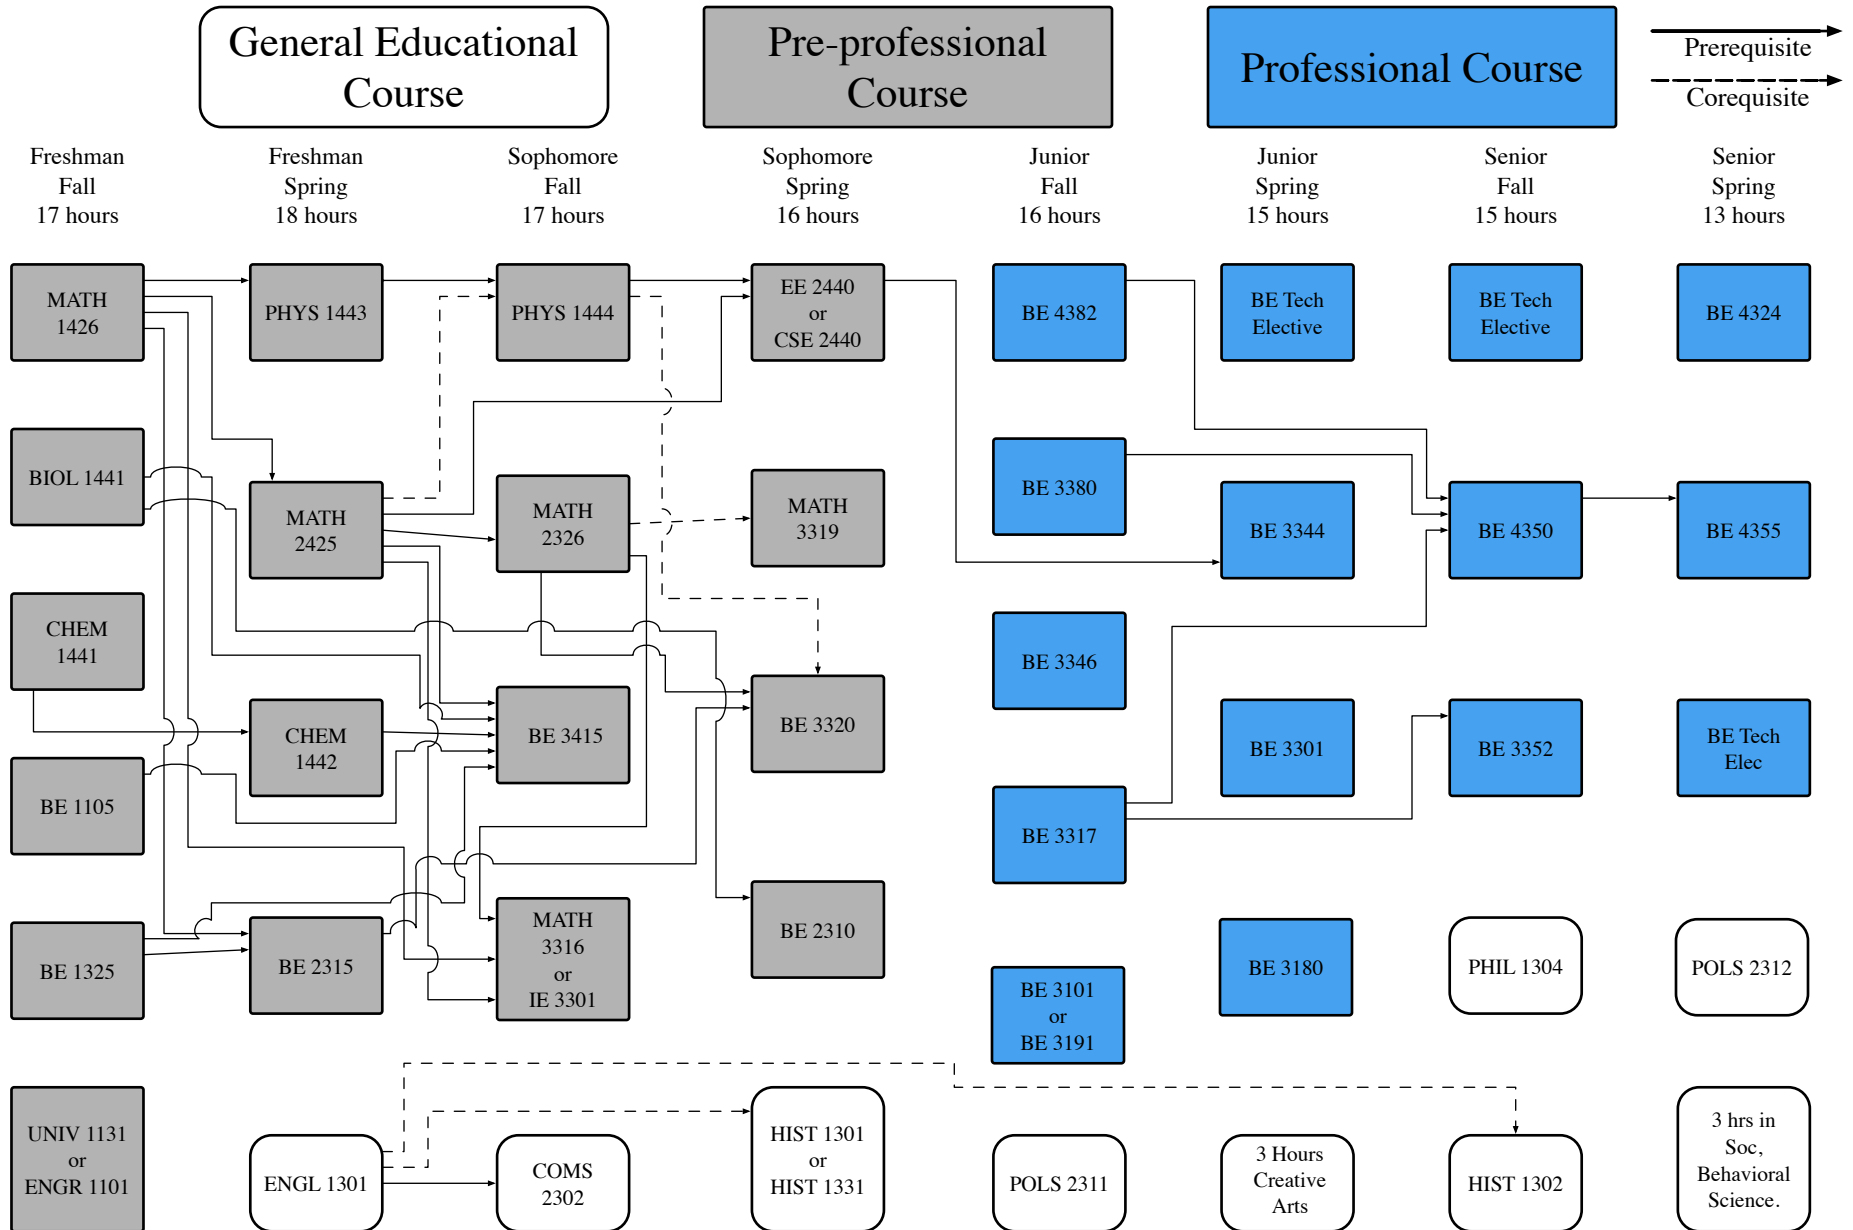 General Educational
Course
Pre-professional
Course
Professional Course
Prerequisite
Corequisite
Freshman
Fall
17 hours
Freshman
Spring
18 hours
Sophomore
Fall
17 hours
Sophomore
Spring
16 hours
Junior
Fall
16 hours
Junior
Spring
15 hours
Senior
Fall
15 hours
Senior
Spring
13 hours
MATH
1426
PHYS 1443
PHYS 1444
EE 2440
or
CSE 2440
BE 4382
BE Tech
Elective
BE Tech
Elective
BE 4324
BIOL 1441
MATH
2425
MATH
2326
MATH
3319
BE 3380
BE 3344
BE 4350
BE 4355
CHEM
1441
CHEM
1442
BE 3415
BE 3320
BE 3346
BE 3301
BE 3352
BE Tech
Elec
BE 1105
BE 3317
BE 1325
BE 2315
MATH
3316
or
IE 3301
BE 2310
BE 3101
or
BE 3191
BE 3180
PHIL 1304
POLS 2312
UNIV 1131
or
ENGR 1101
ENGL 1301
COMS
2302
HIST 1301
or
HIST 1331
POLS 2311
3 Hours
Creative
Arts
HIST 1302
3 hrs in
Soc,
Behavioral
Science.